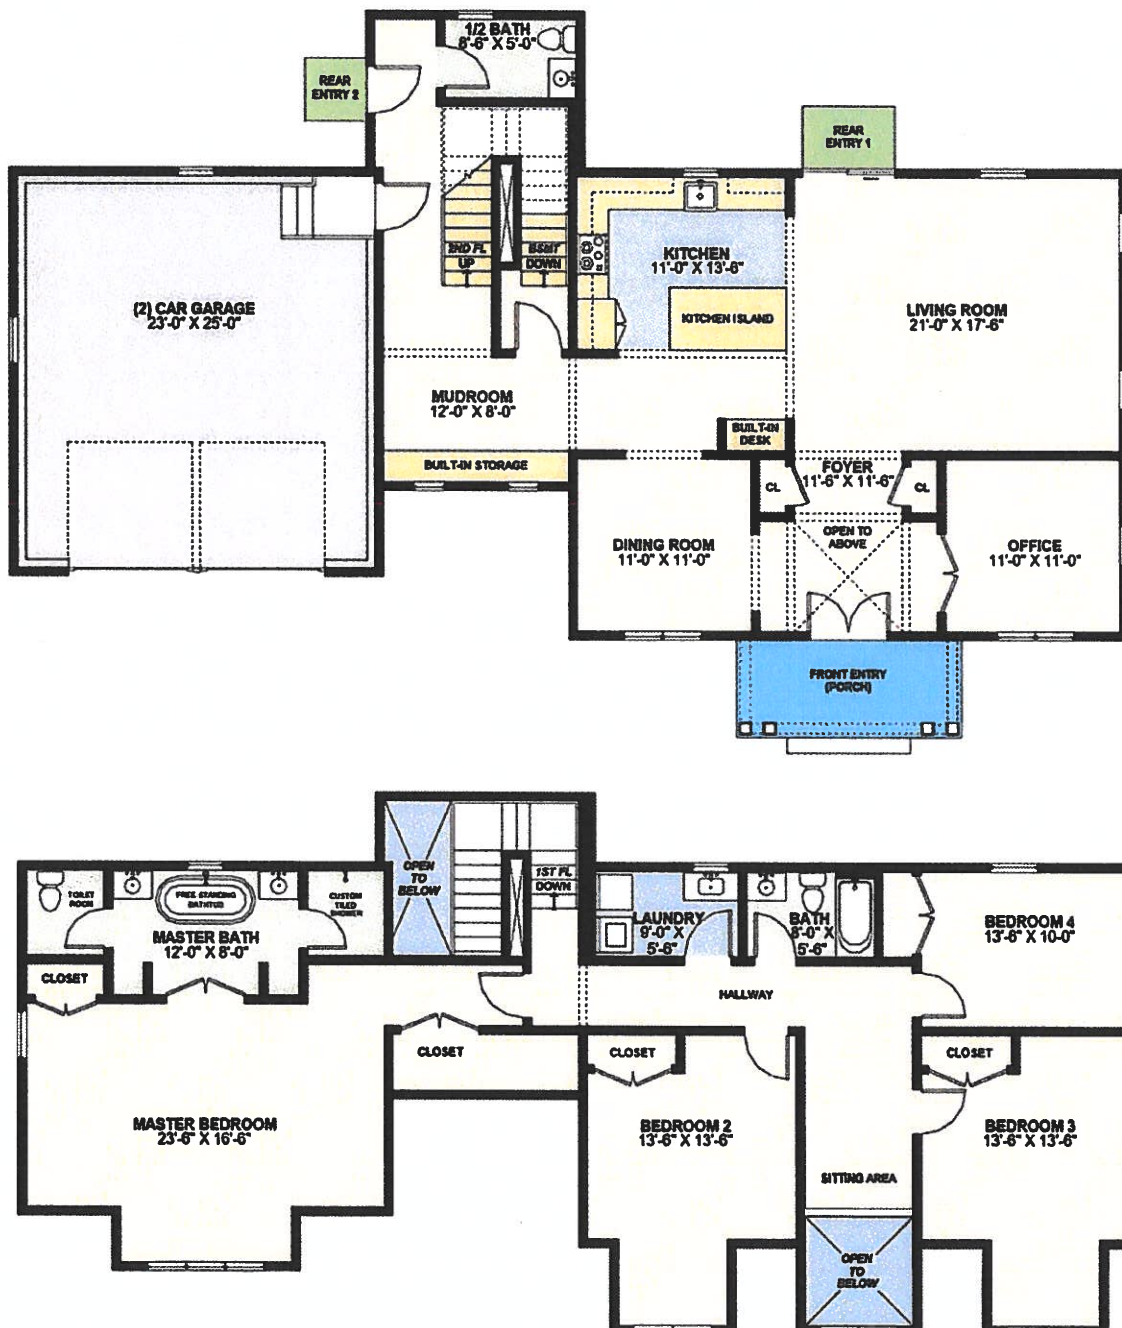 1/2 BATH
8'-6" X 5'-0"
REAR
ENTRY 2
REAR
ENTRY 1
2ND FL
UP
BSMT
DOWN
KITCHEN
11'-0" X 13'-6"
KITCHEN ISLAND
(2) CAR GARAGE
23'-0" X 25'-0"
LIVING ROOM
21'-0" X 17'-6"
MUDROOM
12'-0" X 8'-0"
BUILT-IN
DESK
BUILT-IN STORAGE
FOYER
11'-6" X 11'-6"
CL
CL
OPEN TO
ABOVE
DINING ROOM
11'-0" X 11'-0"
OFFICE
11'-0" X 11'-0"
FRONT ENTRY
(PORCH)
OPEN
TO
BELOW
1ST FL
DOWN
TOILET
ROOM
FREE STANDING
BATHTUB
CUSTOM
TILED
SHOWER
MASTER BATH
12'-0" X 8'-0"
LAUNDRY
9'-0" X
5'-6"
BATH
8'-0" X
5'-6"
BEDROOM 4
13'-6" X 10'-0"
CLOSET
HALLWAY
CLOSET
CLOSET
CLOSET
MASTER BEDROOM
23'-6" X 16'-6"
BEDROOM 2
13'-6" X 13'-6"
BEDROOM 3
13'-6" X 13'-6"
SITTING AREA
OPEN
TO
BELOW